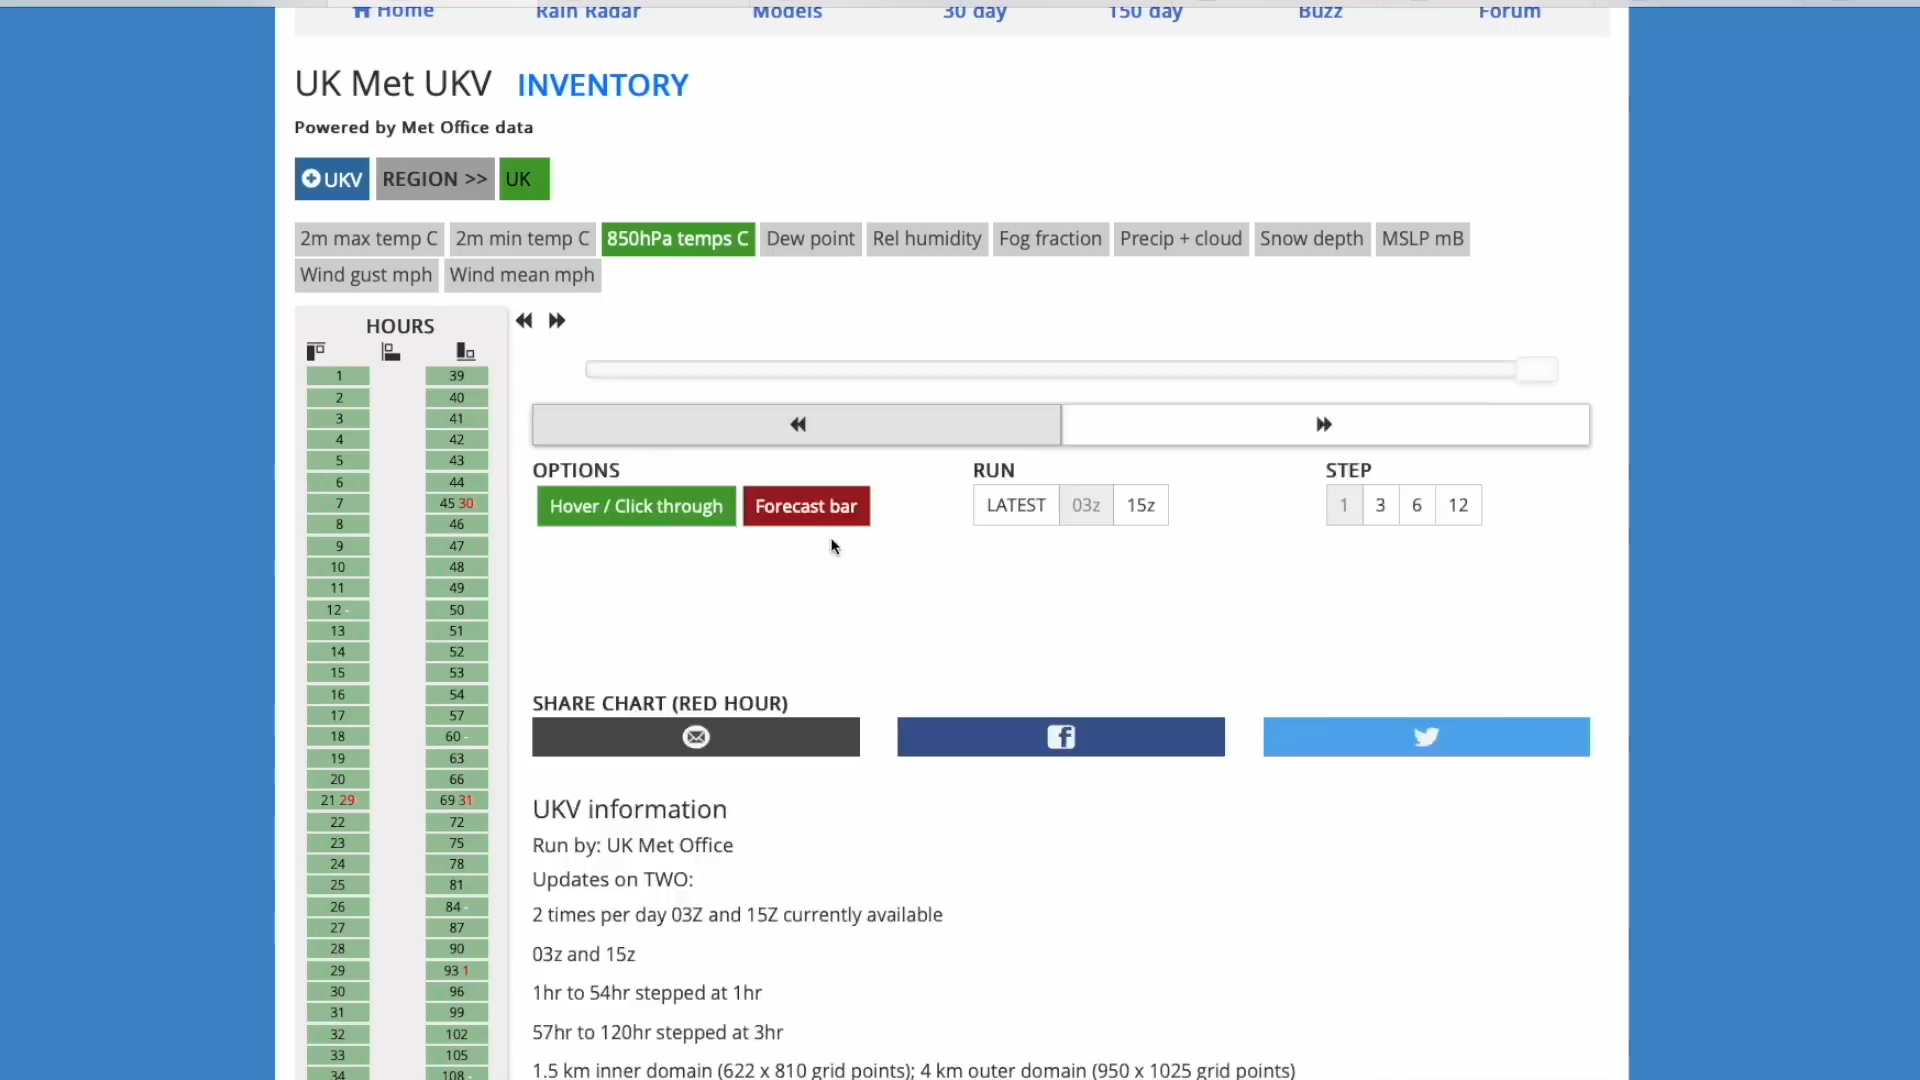 Home Rain Radar Models 30 day 150 day Buzz Forum
UK Met UKV INVENTORY
Powered by Met Office data
UKV REGION >> UK
2m max temp C 2m min temp C 850hPa temps C Dew point Rel humidity Fog fraction Precip + cloud Snow depth MSLP mB
Wind gust mph Wind mean mph
HOURS
1 39
2 40
3 41
4 42
5 43
6 44
7 45 30
8 46
9 47
10 48
11 49
12 - 50
13 51
14 52
15 53
16 54
17 57
18 60 -
19 63
20 66
21 29 69 31
22 72
23 75
24 78
25 81
26 84 -
27 87
28 90
29 93 1
30 96
31 99
32 102
33 105
34 108 -
OPTIONS RUN STEP
Hover / Click through Forecast bar LATEST 03z 15z 1 3 6 12
SHARE CHART (RED HOUR)
UKV information
Run by: UK Met Office
Updates on TWO:
2 times per day 03Z and 15Z currently available
03z and 15z
1hr to 54hr stepped at 1hr
57hr to 120hr stepped at 3hr
1.5 km inner domain (622 x 810 grid points); 4 km outer domain (950 x 1025 grid points)